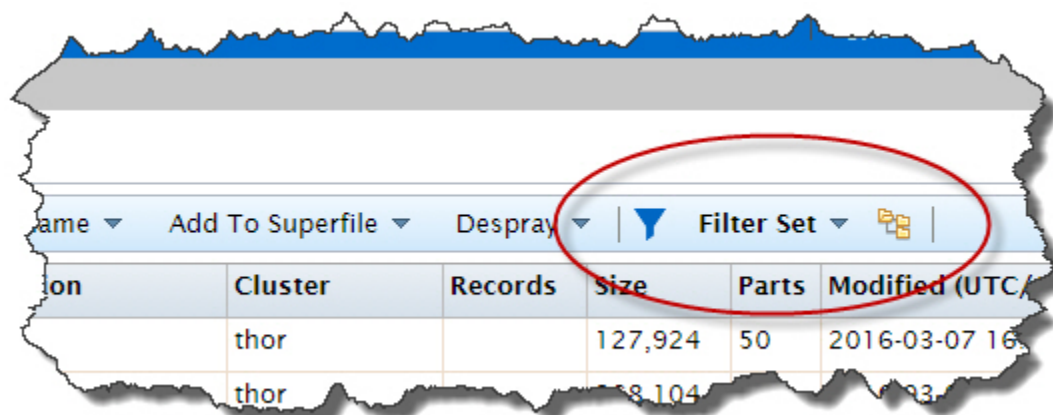 ame Add To Superfile Despray Filter Set
ion Cluster Records Size Parts Modified (UTC/
thor 127,924 50 2016-03-07 16
thor